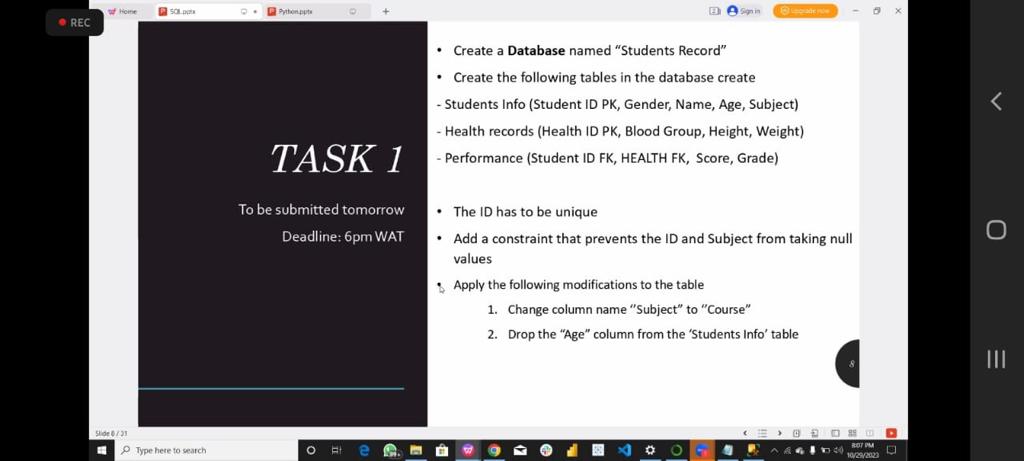 REC
Home
SQL.pptx
Python.pptx
Sign in
Upgrade now
TASK 1
To be submitted tomorrow
Deadline: 6pm WAT
• Create a Database named “Students Record”
• Create the following tables in the database create
- Students Info (Student ID PK, Gender, Name, Age, Subject)
- Health records (Health ID PK, Blood Group, Height, Weight)
- Performance (Student ID FK, HEALTH FK, Score, Grade)
• The ID has to be unique
• Add a constraint that prevents the ID and Subject from taking null
values
• Apply the following modifications to the table
1. Change column name “Subject” to “Course”
2. Drop the “Age” column from the ‘Students Info’ table
8
Slide 8 / 31
Type here to search
99+
8:07 PM
10/29/2023